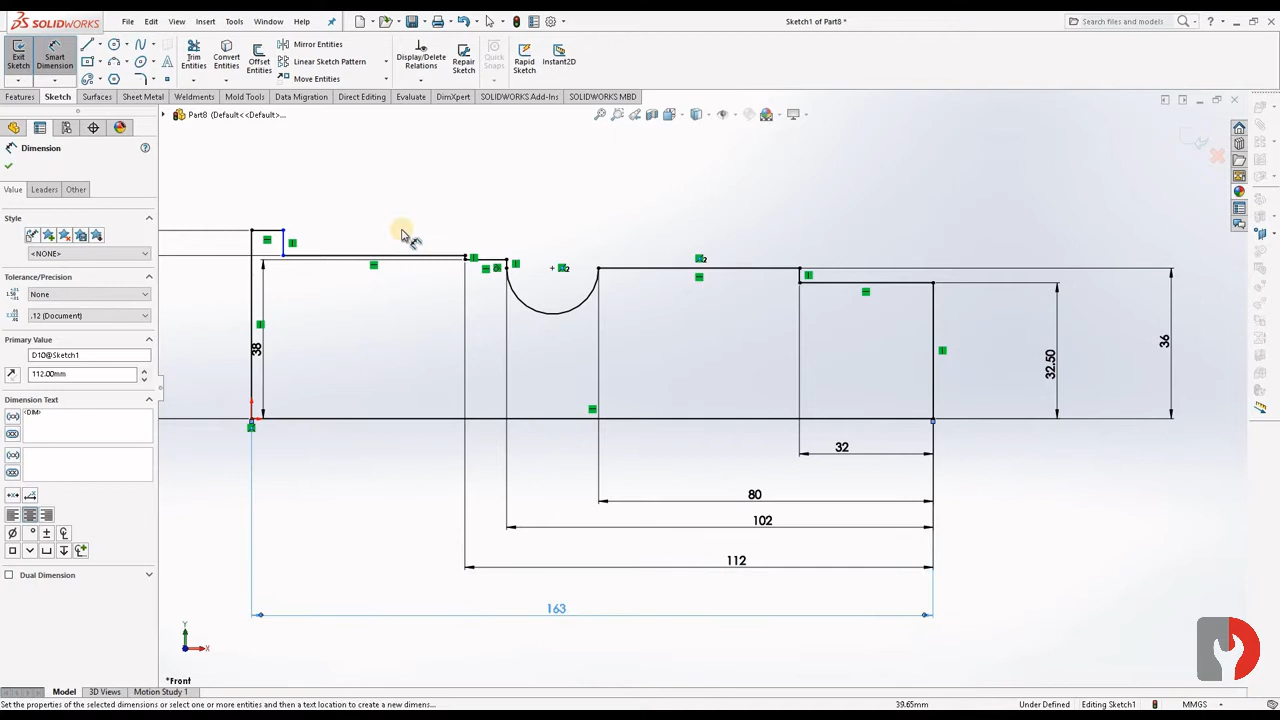 SOLIDWORKS
File Edit View Insert Tools Window Help
Sketch1 of Part8 *
Search files and models
Exit Sketch
Smart Dimension
Trim Entities
Convert Entities
Offset Entities
Mirror Entities
Linear Sketch Pattern
Move Entities
Display/Delete Relations
Repair Sketch
Quick Snaps
Rapid Sketch
Instant2D
Features Sketch Surfaces Sheet Metal Weldments Mold Tools Data Migration Direct Editing Evaluate DimXpert SOLIDWORKS Add-Ins SOLIDWORKS MBD
Part8 (Default<<Default>...
Dimension
Value Leaders Other
Style
<NONE>
Tolerance/Precision
None
.12 (Document)
Primary Value
D10@Sketch1
112.00mm
Dimension Text
<DIM>
Dual Dimension
38
32.50
36
32
80
102
112
163
Y
X
*Front
Model 3D Views Motion Study 1
Set the properties of the selected dimensions or select one or more entities and then a text location to create a new dimens...
39.65mm
Under Defined
Editing Sketch1
MMGS